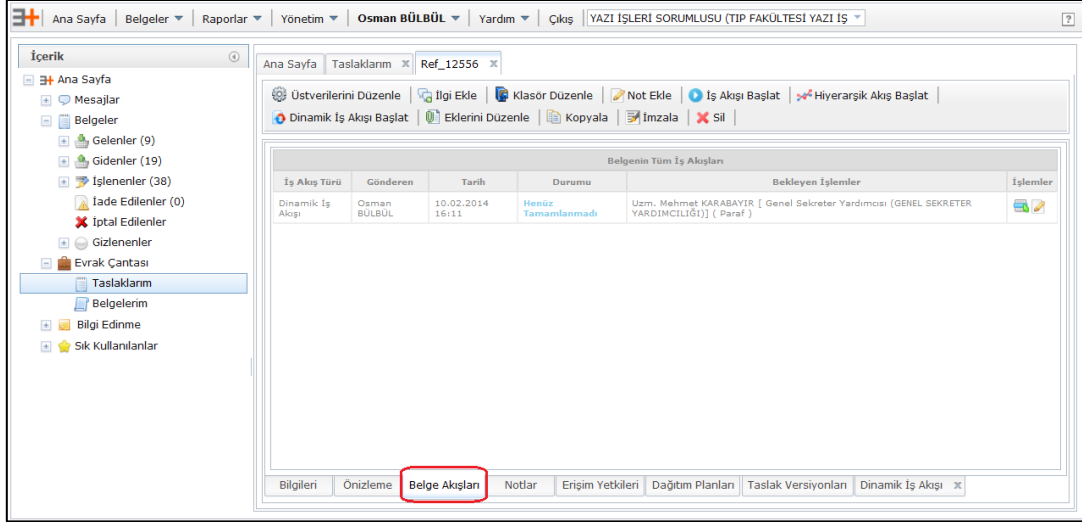 Ana Sayfa Belgeler Raporlar Yönetim Osman BÜLBÜL Yardım Çıkış YAZI İŞLERİ SORUMLUSU (TIP FAKÜLTESİ YAZI İŞ ?
İçerik
Ana Sayfa
Mesajlar
Belgeler
Gelenler (9)
Gidenler (19)
İşlenenler (38)
İade Edilenler (0)
İptal Edilenler
Gizlenenler
Evrak Çantası
Taslaklarım
Belgelerim
Bilgi Edinme
Sık Kullanılanlar
Ana Sayfa Taslaklarım x Ref_12556 x
Üstverilerini Düzenle İlgi Ekle Klasör Düzenle Not Ekle İş Akışı Başlat Hiyerarşik Akış Başlat
Dinamik İş Akışı Başlat Eklerini Düzenle Kopyala İmzala Sil
Belgenin Tüm İş Akışları
İş Akış Türü Gönderen Tarih Durumu Bekleyen İşlemler İşlemler
Dinamik İş Osman 10.02.2014 Henüz Uzm. Mehmet KARABAYIR [ Genel Sekreter Yardımcısı (GENEL SEKRETER
Akışı BÜLBÜL 16:11 Tamamlanmadı YARDIMCILIĞI)] ( Paraf )
Bilgileri Önizleme Belge Akışları Notlar Erişim Yetkileri Dağıtım Planları Taslak Versiyonları Dinamik İş Akışı x